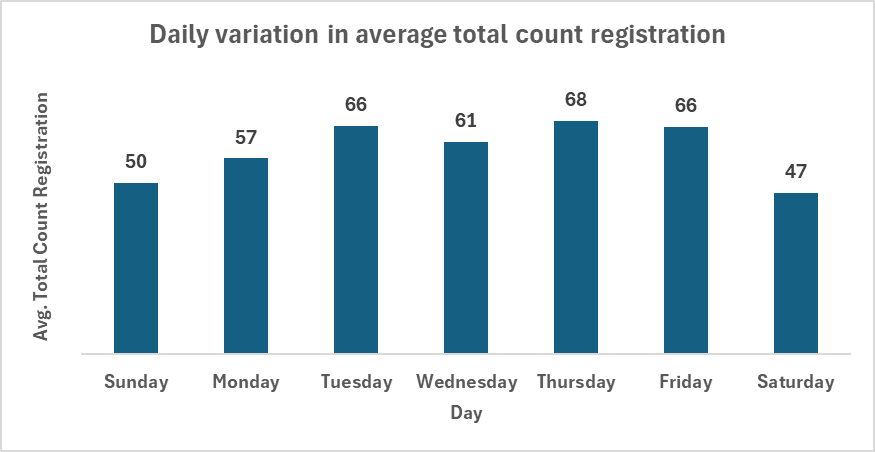 Daily variation in average total count registration
Avg. Total Count Registration
50
57
66
61
68
66
47
Sunday
Monday
Tuesday
Wednesday
Thursday
Friday
Saturday
Day